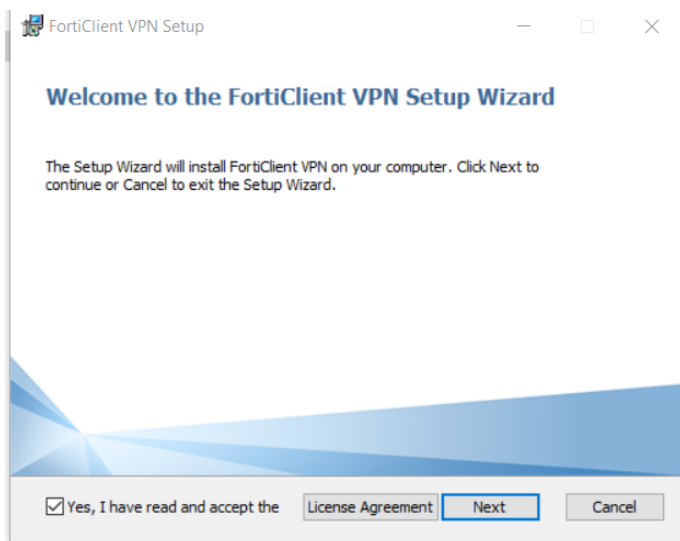 FortiClient VPN Setup
Welcome to the FortiClient VPN Setup Wizard
The Setup Wizard will install FortiClient VPN on your computer. Click Next to
continue or Cancel to exit the Setup Wizard.
Yes, I have read and accept the License Agreement Next Cancel